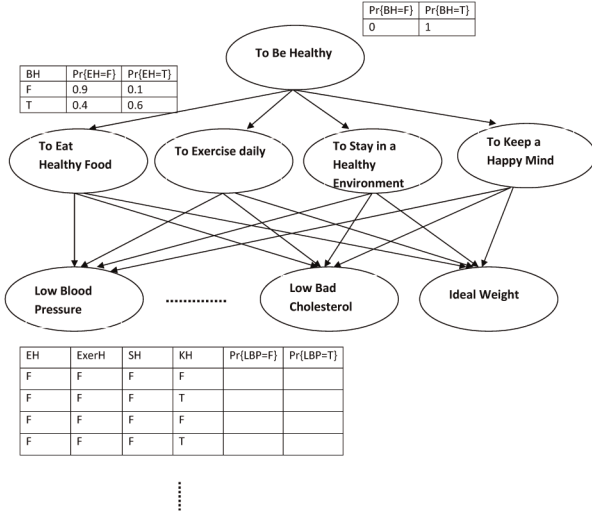 Pr{BH=F} Pr{BH=T}
0 1
To Be Healthy
BH Pr{EH=F} Pr{EH=T}
F 0.9 0.1
T 0.4 0.6
To Eat
Healthy Food
To Exercise daily
To Stay in a
Healthy
Environment
To Keep a
Happy Mind
Low Blood
Pressure
Low Bad
Cholesterol
Ideal Weight
EH ExerH SH KH Pr{LBP=F} Pr{LBP=T}
F F F F
F F F T
F F F F
F F F T